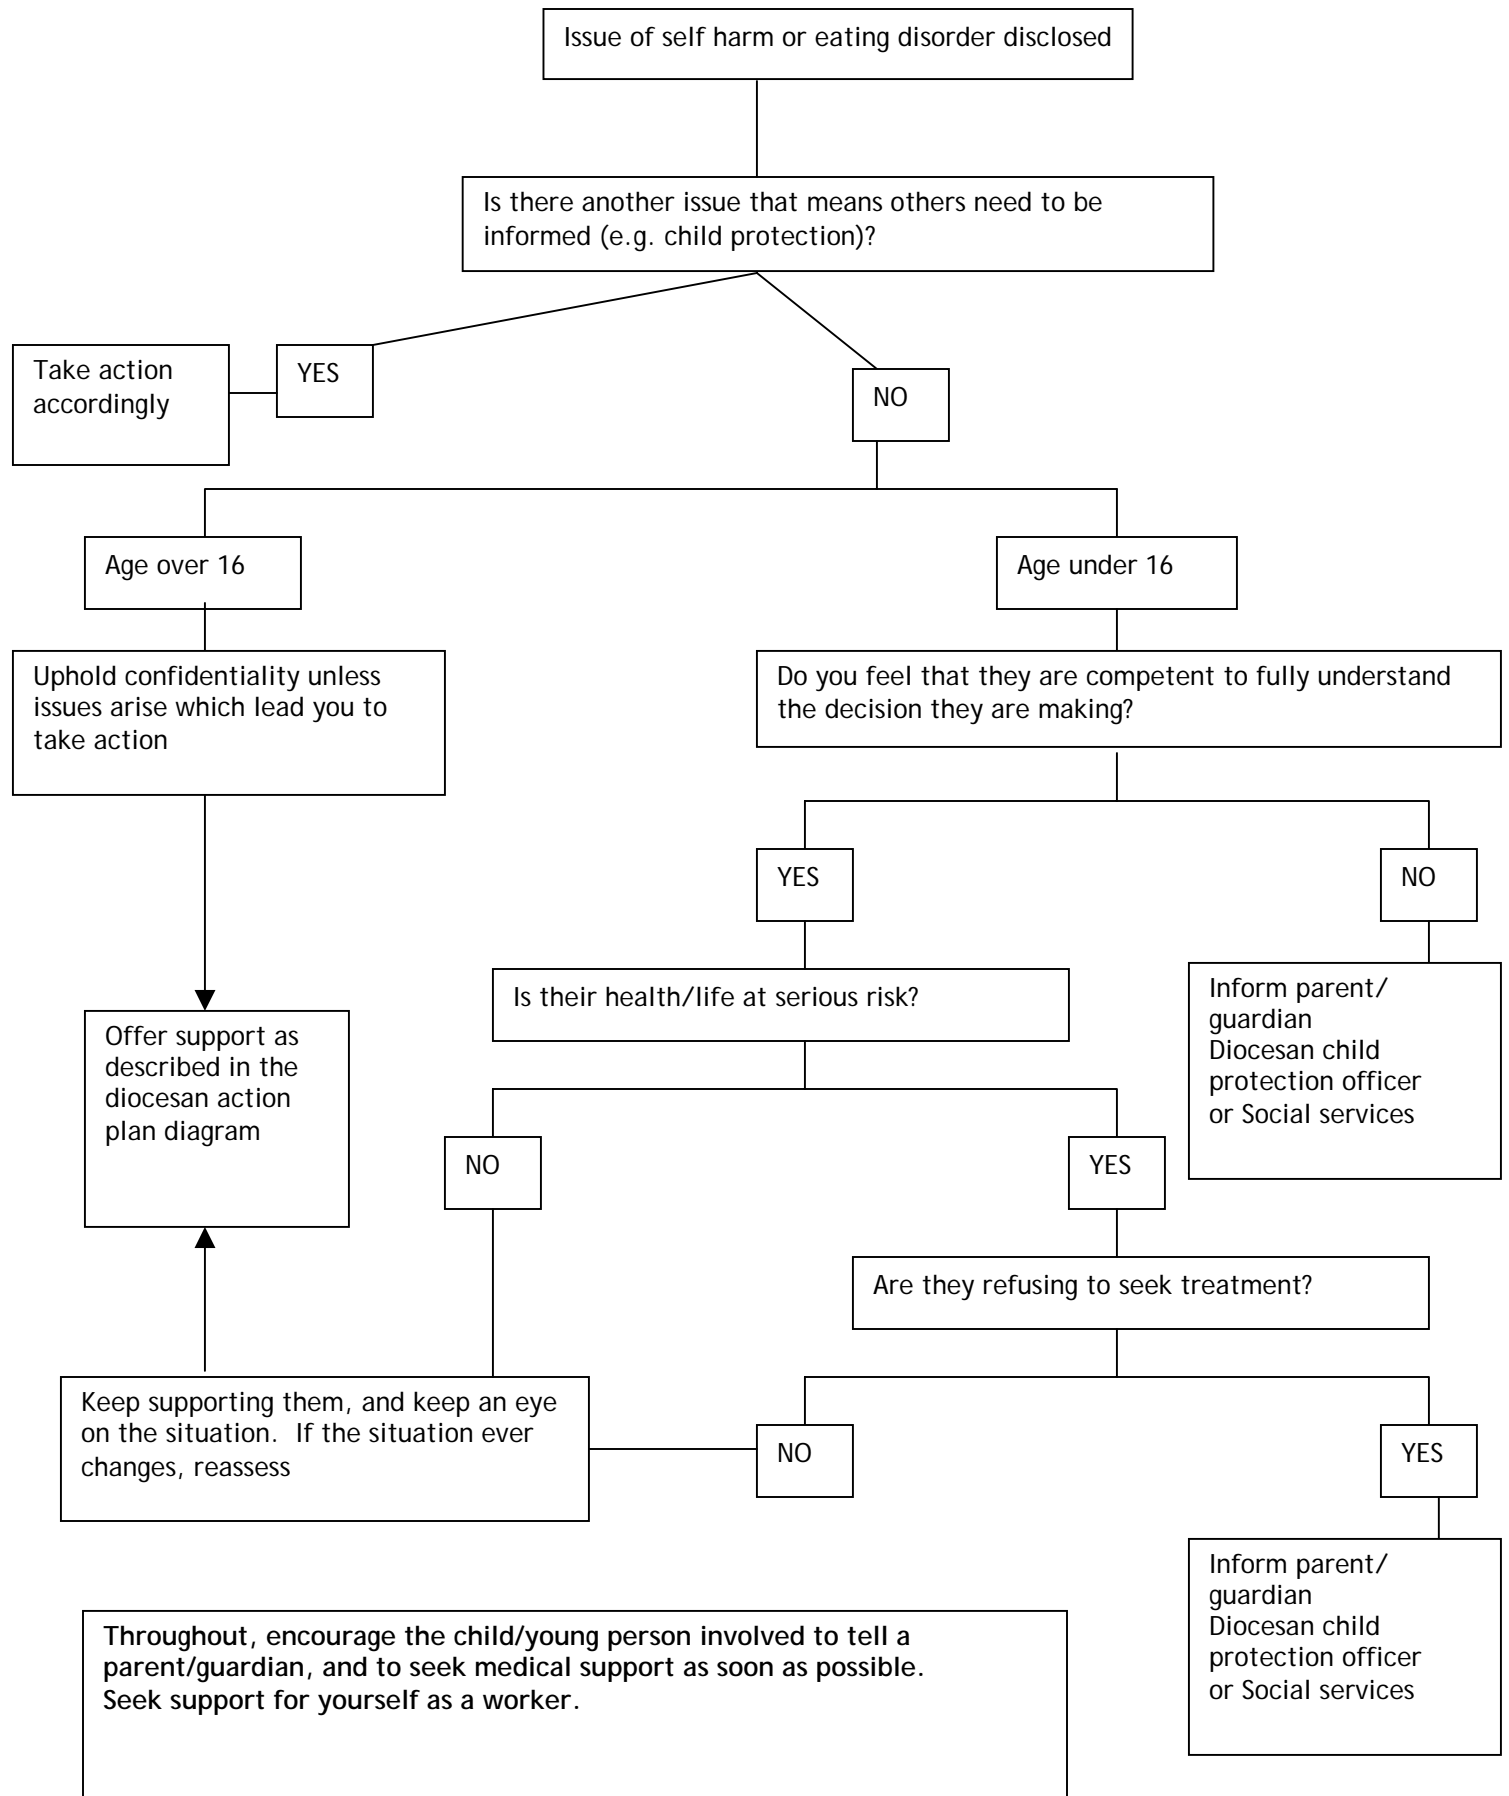 Issue of self harm or eating disorder disclosed
Is there another issue that means others need to be
informed (e.g. child protection)?
Take action
accordingly
YES
NO
Age over 16
Age under 16
Uphold confidentiality unless
issues arise which lead you to
take action
Do you feel that they are competent to fully understand
the decision they are making?
YES
NO
Is their health/life at serious risk?
Inform parent/
guardian
Diocesan child
protection officer
or Social services
Offer support as
described in the
diocesan action
plan diagram
NO
YES
Are they refusing to seek treatment?
Keep supporting them, and keep an eye
on the situation.  If the situation ever
changes, reassess
NO
YES
Inform parent/
guardian
Diocesan child
protection officer
or Social services
Throughout, encourage the child/young person involved to tell a
parent/guardian, and to seek medical support as soon as possible.
Seek support for yourself as a worker.